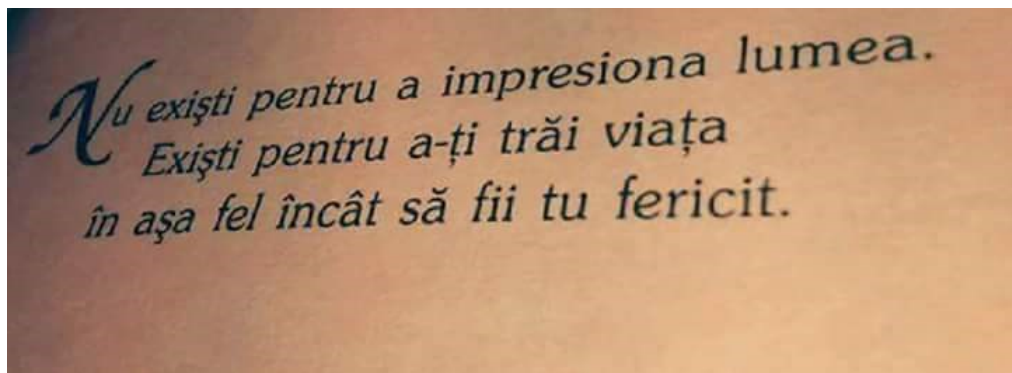 Nu exişti pentru a impresiona lumea.
Exişti pentru a-ți trăi viața
în aşa fel încât să fii tu fericit.